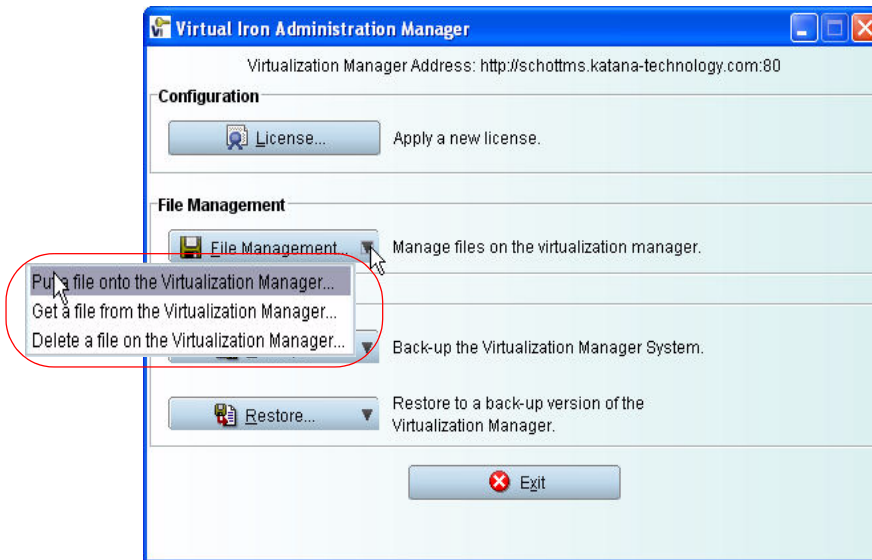 Virtual Iron Administration Manager
Virtualization Manager Address: http://schottms.katana-technology.com:80
Configuration
License...
Apply a new license.
File Management
File Management...
Manage files on the virtualization manager.
Put a file onto the Virtualization Manager...
Get a file from the Virtualization Manager...
Delete a file on the Virtualization Manager...
Back-up the Virtualization Manager System.
Restore...
Restore to a back-up version of the
Virtualization Manager.
Exit